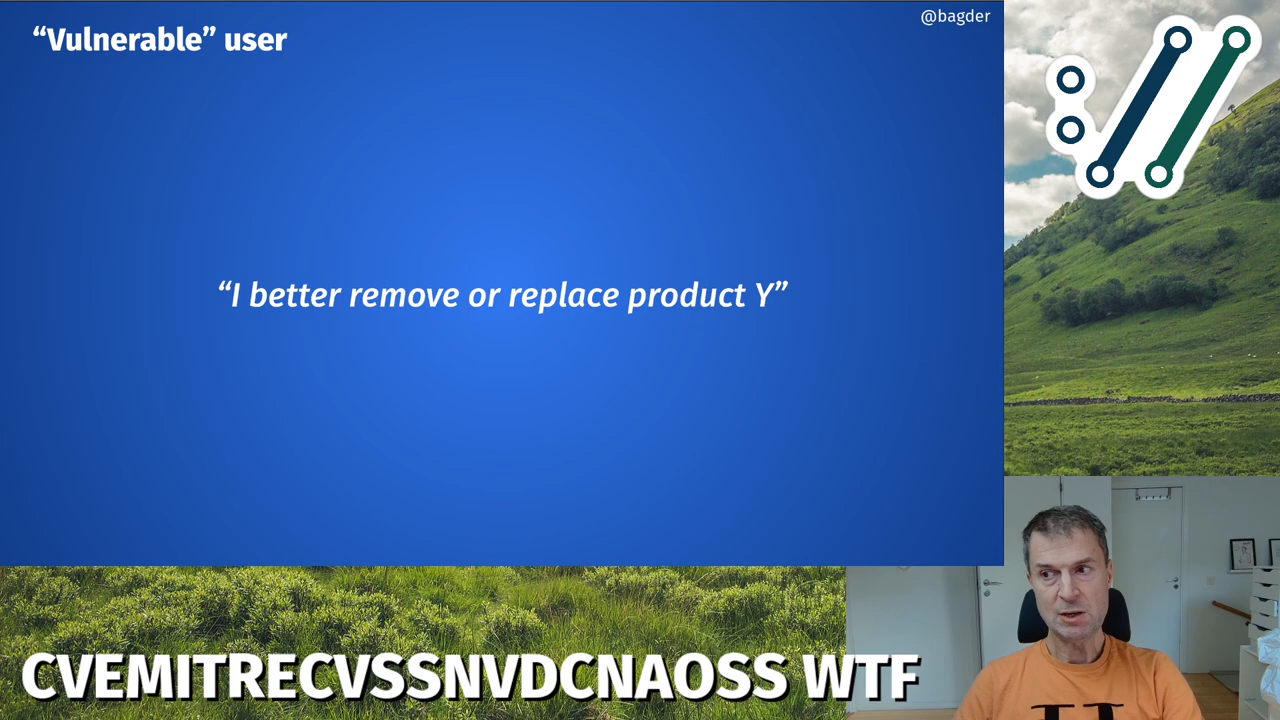 “Vulnerable” user
@bagder
“I better remove or replace product Y”
CVEMITRECVSSNVDCNAOSS WTF